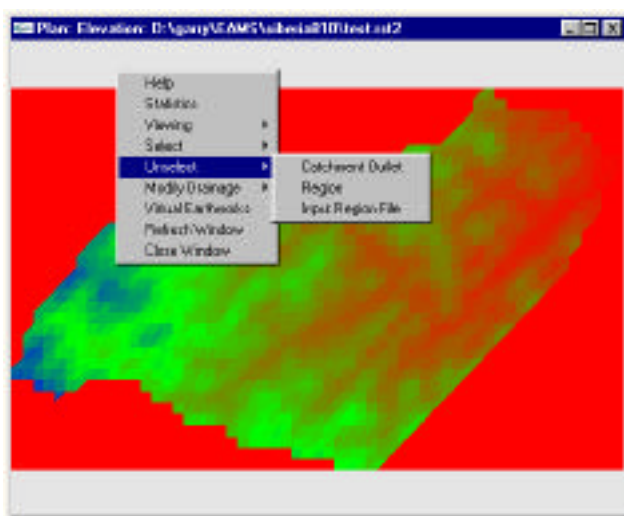 Plan: Elevation: D:\gary\EAMS\siberia810\test.rst2
Help
Statistics
Viewing
Select
Unselect
Modify Drainage
Virtual Earthworks
Refresh Window
Close Window
Catchment Outlet
Region
Input Region File